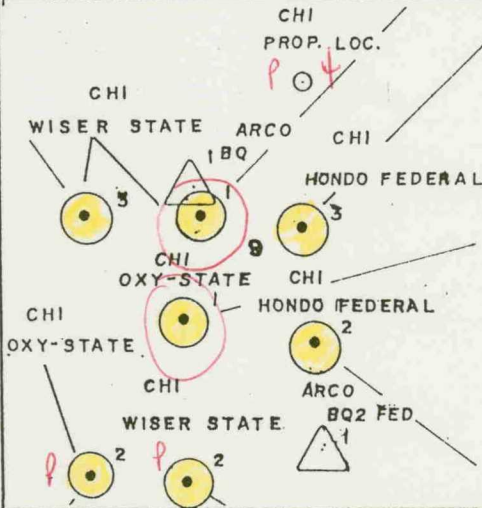 CHI
PROP. LOC.
P
CHI
WISER STATE
ARCO
1 BQ
CHI
HONDO FEDERAL
3
1
3
9
CHI
OXY-STATE
1
CHI
HONDO FEDERAL
CHI
OXY-STATE
2
CHI
ARCO
BQ2 FED
1
WISER STATE
P
2
P
2